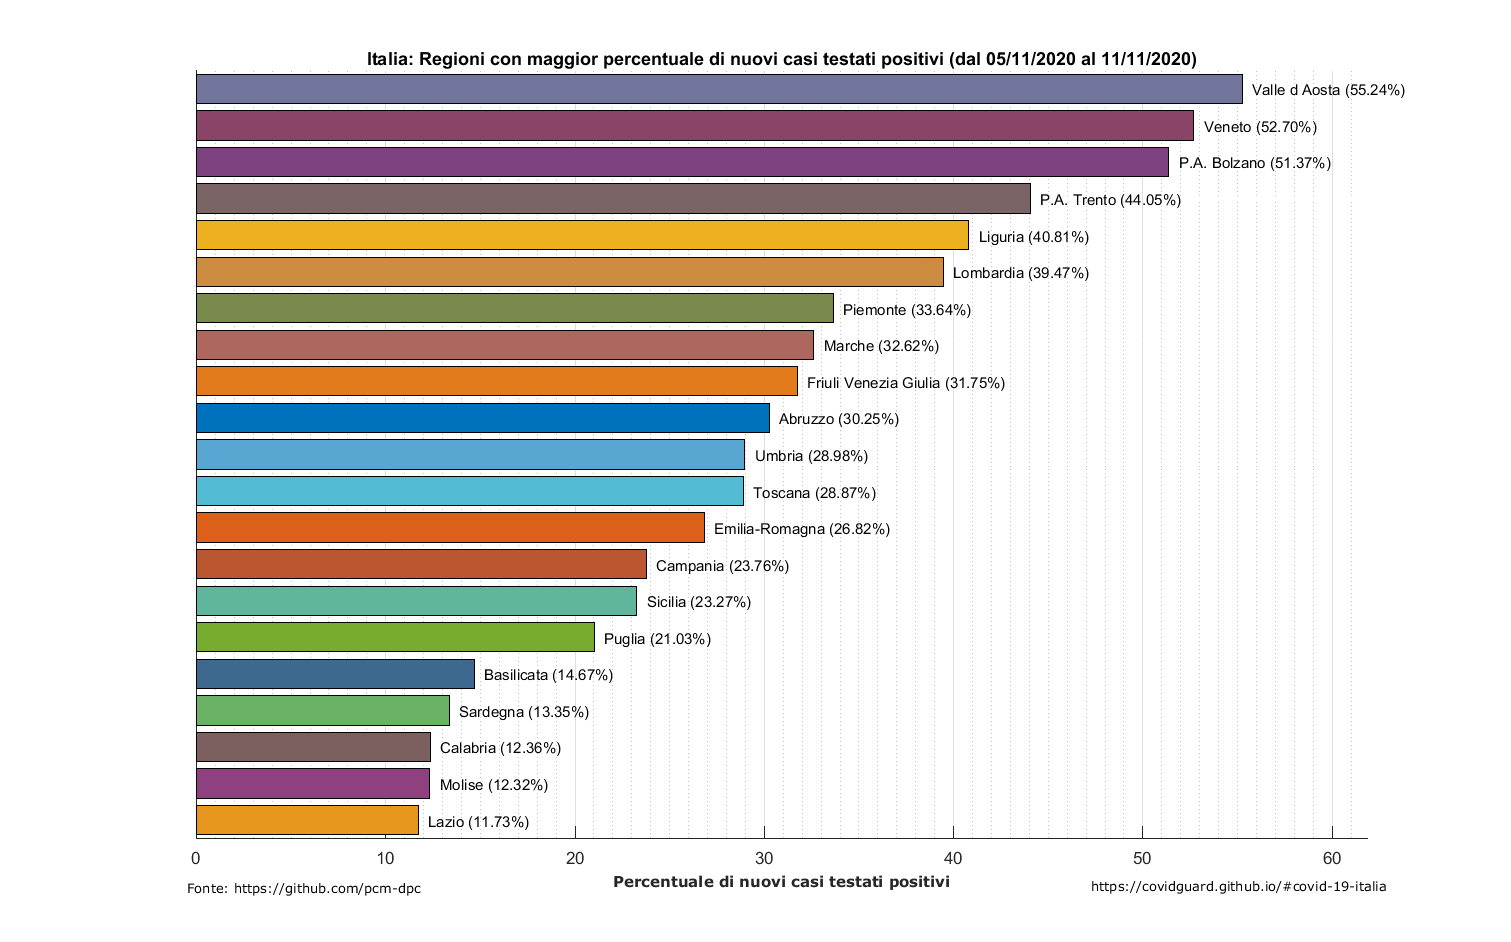 Italia: Regioni con maggior percentuale di nuovi casi testati positivi (dal 05/11/2020 al 11/11/2020)
Valle d Aosta (55.24%)
Veneto (52.70%)
P.A. Bolzano (51.37%)
P.A. Trento (44.05%)
Liguria (40.81%)
Lombardia (39.47%)
Piemonte (33.64%)
Marche (32.62%)
Friuli Venezia Giulia (31.75%)
Abruzzo (30.25%)
Umbria (28.98%)
Toscana (28.87%)
Emilia-Romagna (26.82%)
Campania (23.76%)
Sicilia (23.27%)
Puglia (21.03%)
Basilicata (14.67%)
Sardegna (13.35%)
Calabria (12.36%)
Molise (12.32%)
Lazio (11.73%)
0 10 20 30 40 50 60
Percentuale di nuovi casi testati positivi
Fonte: https://github.com/pcm-dpc
https://covidguard.github.io/#covid-19-italia